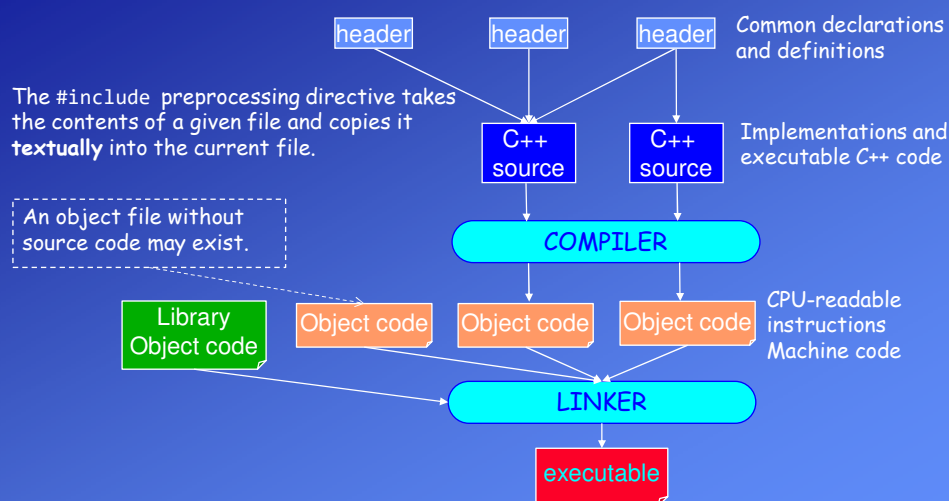 header
header
header
Common declarations
and definitions
The #include preprocessing directive takes
the contents of a given file and copies it
textually into the current file.
C++
source
C++
source
Implementations and
executable C++ code
An object file without
source code may exist.
COMPILER
Library
Object code
Object code
Object code
Object code
CPU-readable
instructions
Machine code
LINKER
executable